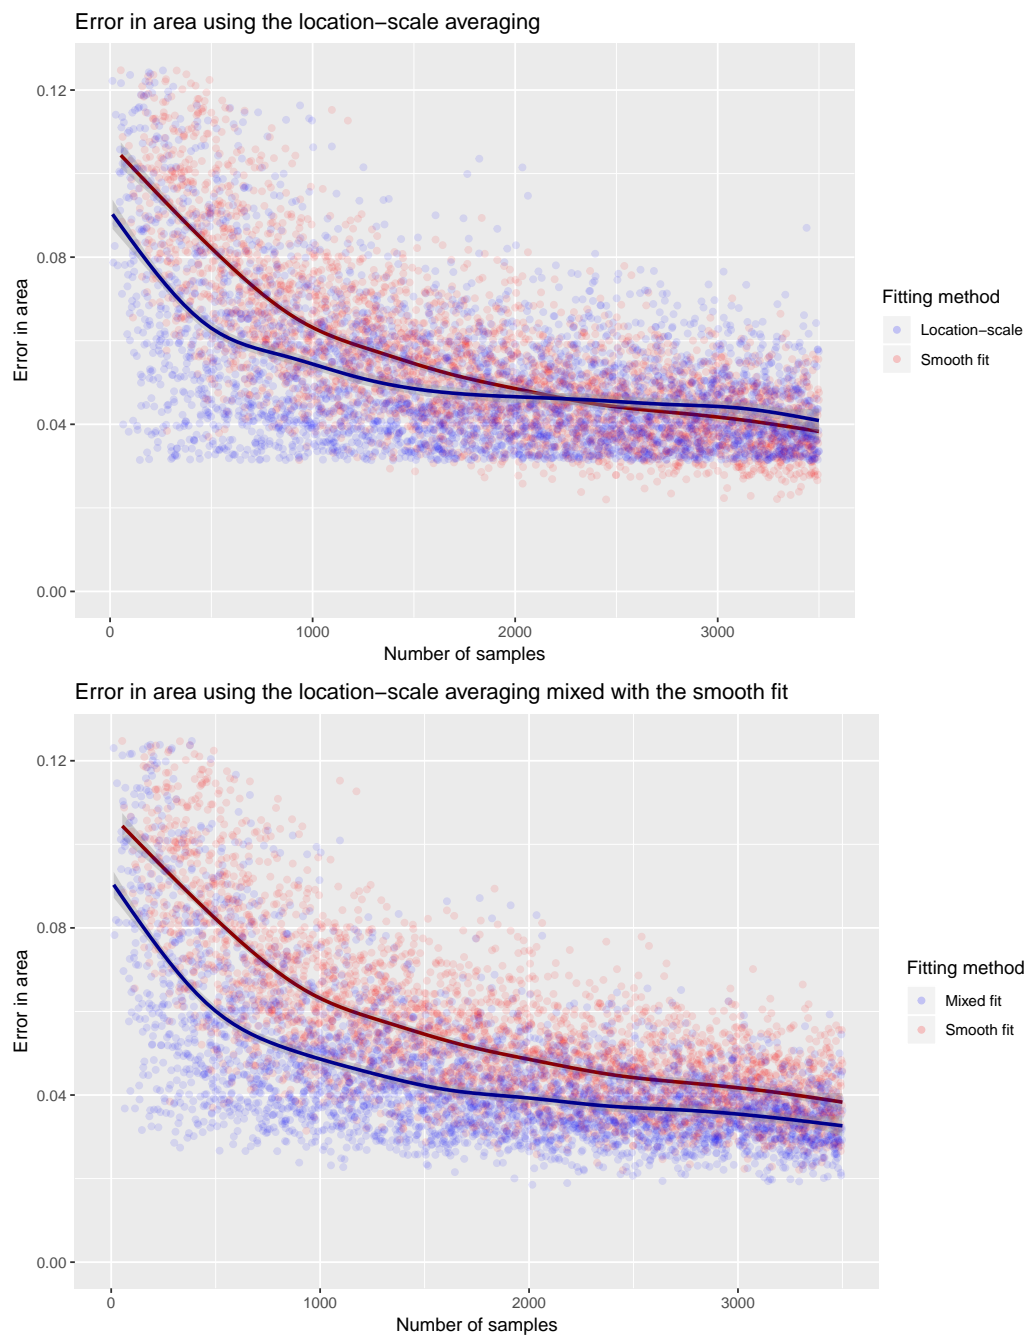 Error in area using the location−scale averaging
0.12
0.08
0.04
0.00
Error in area
0
1000
2000
3000
Number of samples
Fitting method
Location−scale
Smooth fit
Error in area using the location−scale averaging mixed with the smooth fit
0.12
0.08
0.04
0.00
Error in area
0
1000
2000
3000
Number of samples
Fitting method
Mixed fit
Smooth fit